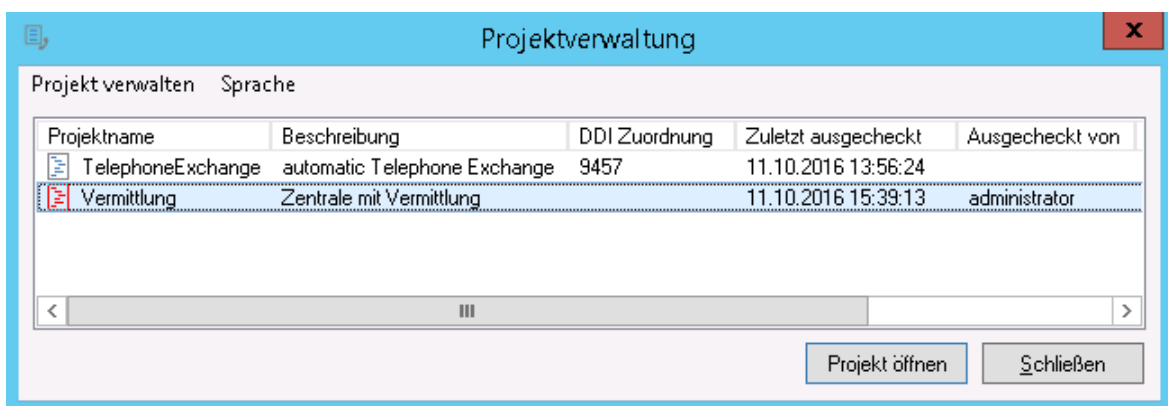 Projektverwaltung
x
Projekt verwalten Sprache
Projektname Beschreibung DDI Zuordnung Zuletzt ausgecheckt Ausgecheckt von
TelephoneExchange automatic Telephone Exchange 9457 11.10.2016 13:56:24
Vermittlung Zentrale mit Vermittlung 11.10.2016 15:39:13 administrator
Projekt öffnen Schließen